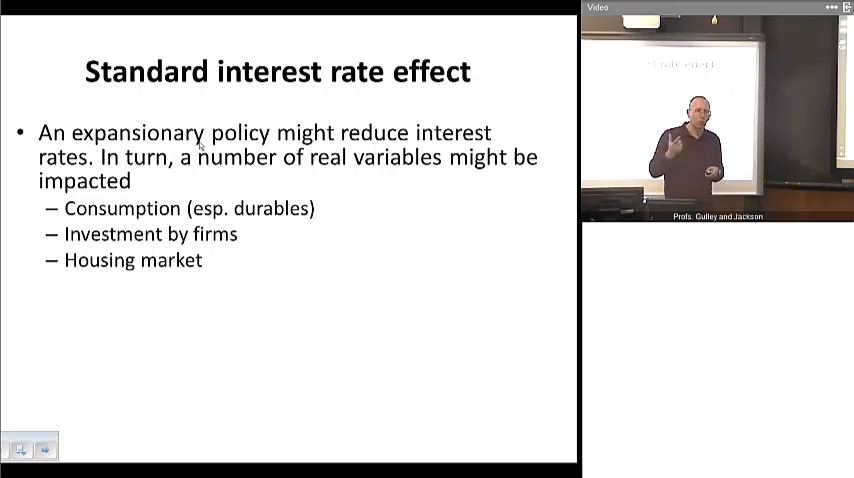 Standard interest rate effect
• An expansionary policy might reduce interest
rates. In turn, a number of real variables might be
impacted
– Consumption (esp. durables)
– Investment by firms
– Housing market
Video
Profs. Gulley and Jackson